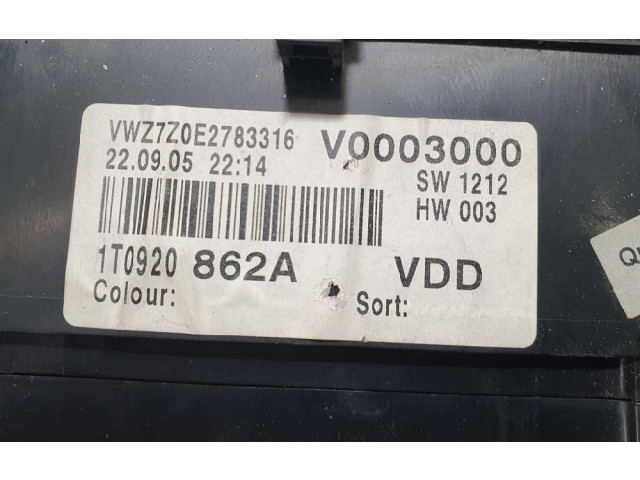 VWZ7Z0E2783316 V0003000
22.09.05 22:14 SW 1212
HW 003
1T0920 862A VDD
Colour: Sort: